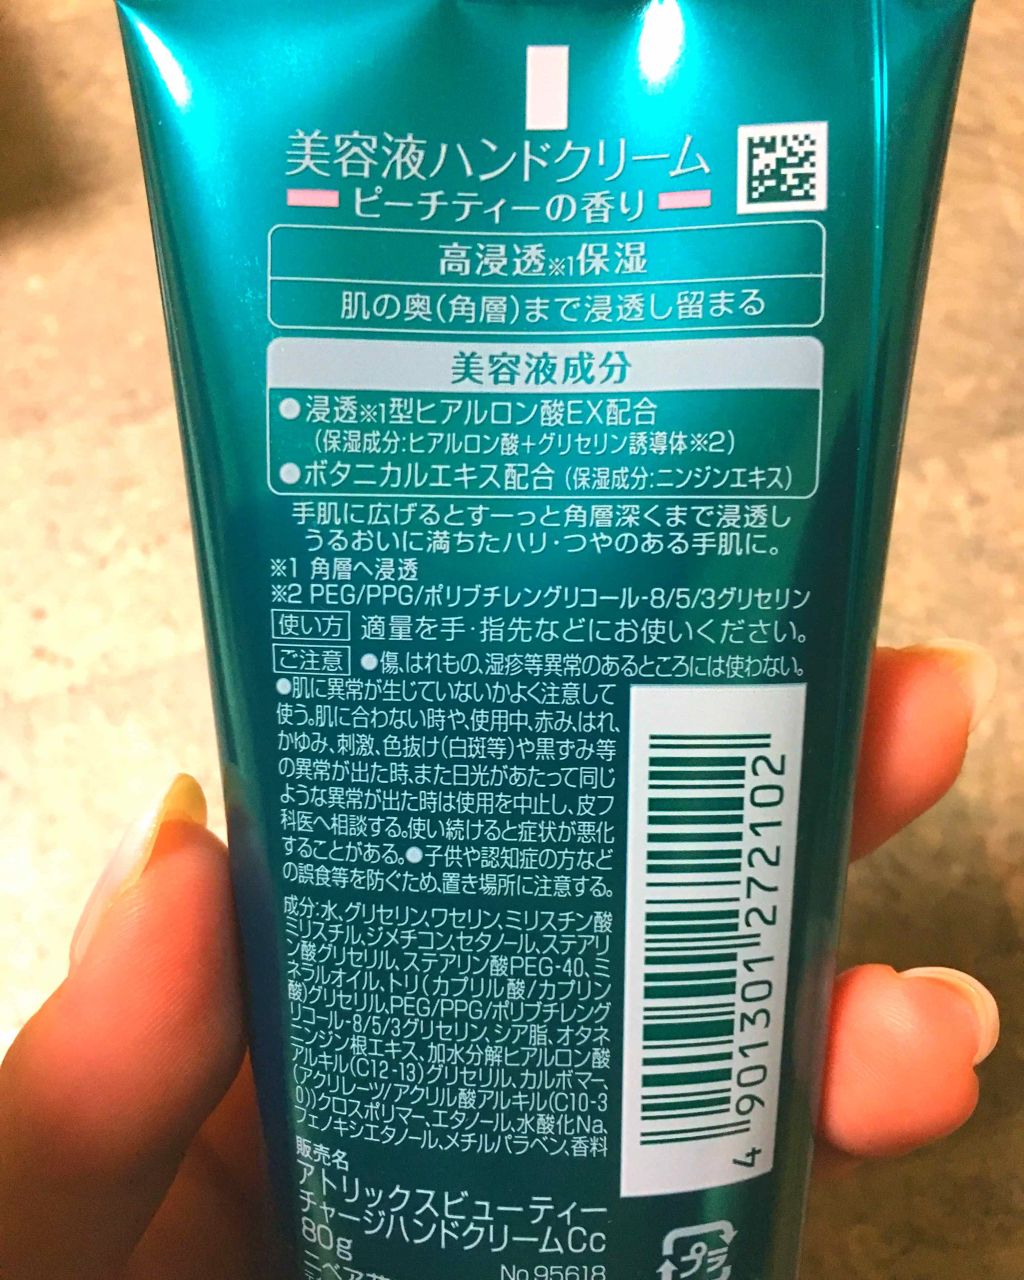 美容液ハンドクリーム
ピーチティーの香り
高浸透※1保湿
肌の奥(角層)まで浸透し留まる
美容液成分
●浸透※1型ヒアルロン酸EX配合
(保湿成分:ヒアルロン酸+グリセリン誘導体※2)
●ボタニカルエキス配合(保湿成分:ニンジンエキス)
手肌に広げるとすーっと角層深くまで浸透し
うるおいに満ちたハリ・つやのある手肌に。
※1 角層へ浸透
※2 PEG/PPG/ポリブチレングリコール-8/5/3グリセリン
使い方 適量を手・指先などにお使いください。
ご注意 ●傷、はれもの、湿疹等異常のあるところには使わない。
●肌に異常が生じていないかよく注意して
使う。肌に合わない時や、使用中、赤み、はれ、
かゆみ、刺激、色抜け(白斑等)や黒ずみ等
の異常が出た時、また日光があたって同じ
ような異常が出た時は使用を中止し、皮フ
科医へ相談する。使い続けると症状が悪化
することがある。●子供や認知症の方など
の誤食等を防ぐため、置き場所に注意する。
成分:水、グリセリン、ワセリン、ミリスチン酸
ミリスチル、ジメチコン、セタノール、ステアリ
ン酸グリセリル、ステアリン酸PEG-40、ミ
ネラルオイル、トリ(カプリル酸/カプリン
酸)グリセリル、PEG/PPG/ポリブチレング
リコール-8/5/3グリセリン、シア脂、オタネ
ニンジン根エキス、加水分解ヒアルロン酸
アルキル(C12-13)グリセリル、カルボマー、
(アクリレーツ/アクリル酸アルキル(C10-3
0))クロスポリマー、エタノール、水酸化Na、
フェノキシエタノール、メチルパラベン、香料
販売名
アトリックスビューティー
チャージハンドクリームCc
80g
No.95618
ニベア花
プラ
4 901301 272102